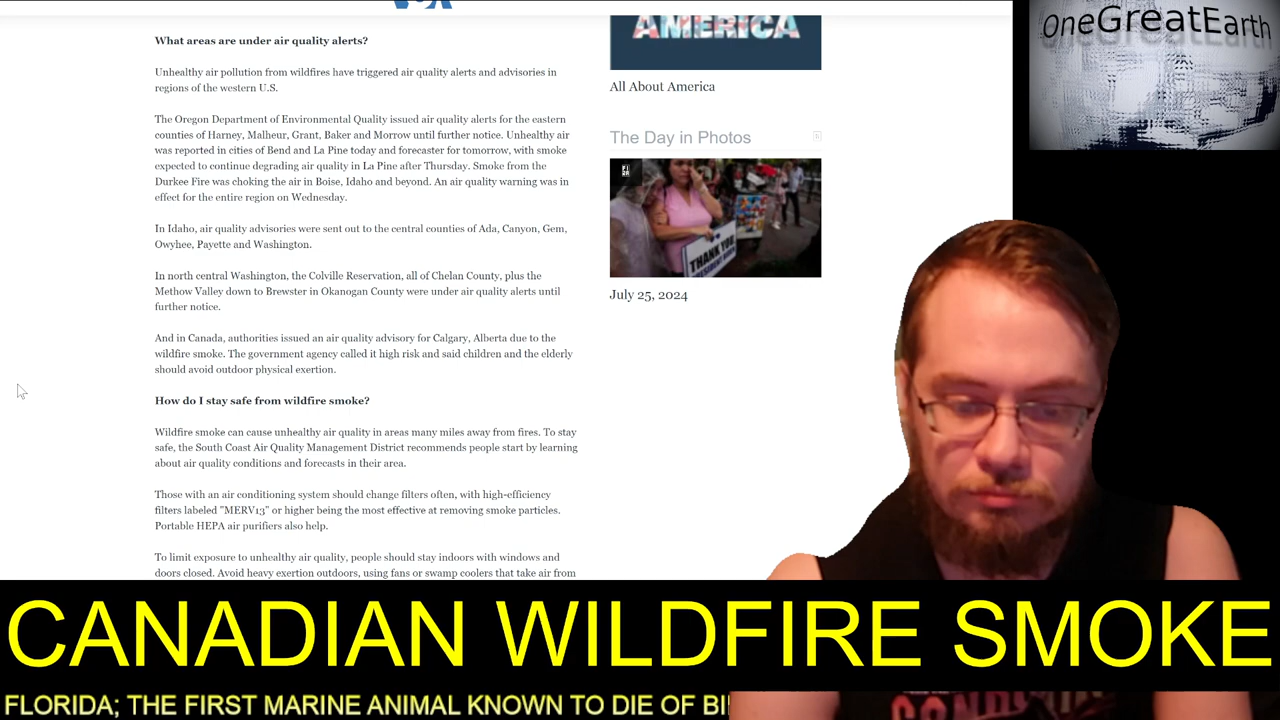 What areas are under air quality alerts?
Unhealthy air pollution from wildfires have triggered air quality alerts and advisories in
regions of the western U.S.
The Oregon Department of Environmental Quality issued air quality alerts for the eastern
counties of Harney, Malheur, Grant, Baker and Morrow until further notice. Unhealthy air
was reported in cities of Bend and La Pine today and forecaster for tomorrow, with smoke
expected to continue degrading air quality in La Pine after Thursday. Smoke from the
Durkee Fire was choking the air in Boise, Idaho and beyond. An air quality warning was in
effect for the entire region on Wednesday.
In Idaho, air quality advisories were sent out to the central counties of Ada, Canyon, Gem,
Owyhee, Payette and Washington.
In north central Washington, the Colville Reservation, all of Chelan County, plus the
Methow Valley down to Brewster in Okanogan County were under air quality alerts until
further notice.
And in Canada, authorities issued an air quality advisory for Calgary, Alberta due to the
wildfire smoke. The government agency called it high risk and said children and the elderly
should avoid outdoor physical exertion.
How do I stay safe from wildfire smoke?
Wildfire smoke can cause unhealthy air quality in areas many miles away from fires. To stay
safe, the South Coast Air Quality Management District recommends people start by learning
about air quality conditions and forecasts in their area.
Those with an air conditioning system should change filters often, with high-efficiency
filters labeled "MERV13" or higher being the most effective at removing smoke particles.
Portable HEPA air purifiers also help.
To limit exposure to unhealthy air quality, people should stay indoors with windows and
doors closed. Avoid heavy exertion outdoors, using fans or swamp coolers that take air from
AMERICA
All About America
The Day in Photos
THANK YOU
July 25, 2024
OneGreatEarth
CANADIAN WILDFIRE SMOKE
FLORIDA; THE FIRST MARINE ANIMAL KNOWN TO DIE OF BI